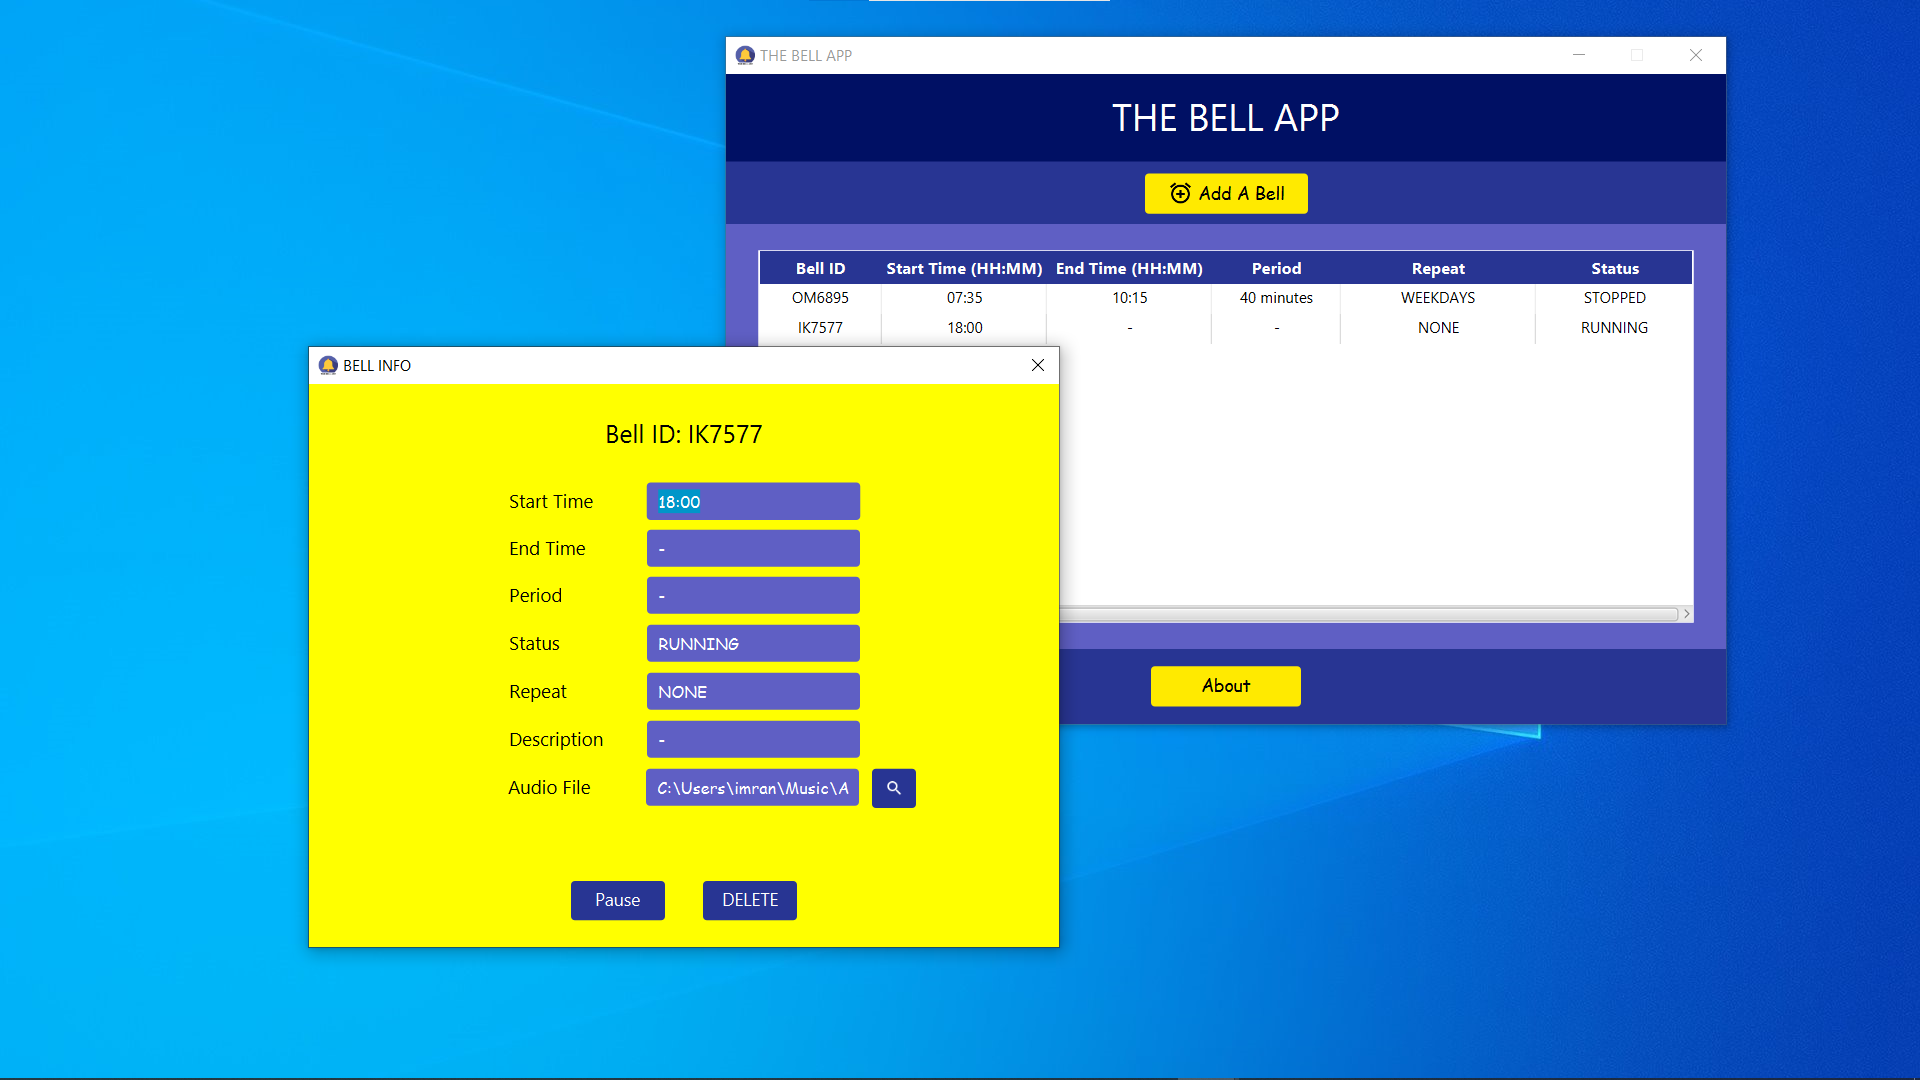 THE BELL APP
THE BELL APP
Add A Bell
Bell ID Start Time (HH:MM) End Time (HH:MM) Period Repeat Status
OM6895 07:35 10:15 40 minutes WEEKDAYS STOPPED
IK7577 18:00 - - NONE RUNNING
About
BELL INFO
Bell ID: IK7577
Start Time 18:00
End Time -
Period -
Status RUNNING
Repeat NONE
Description -
Audio File C:\Users\imran\Music\A
Pause DELETE